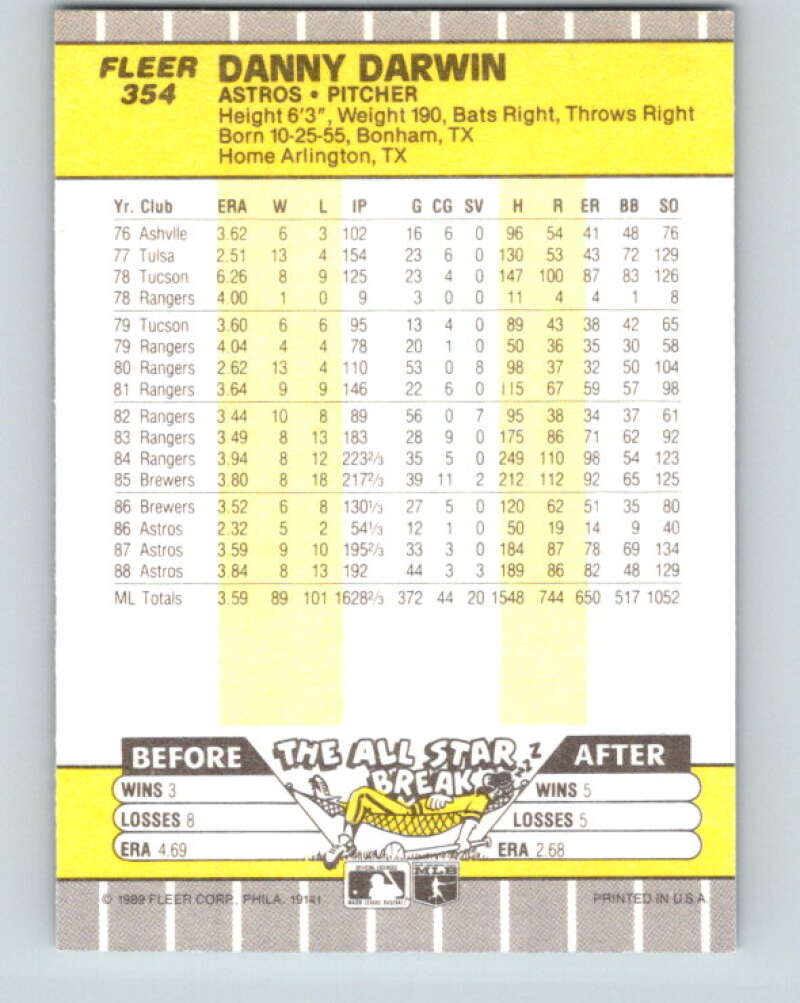 FLEER DANNY DARWIN
354 ASTROS • PITCHER
Height 6'3", Weight 190, Bats Right, Throws Right
Born 10-25-55, Bonham, TX
Home Arlington, TX
Yr. Club ERA W L IP G CG SV H R ER BB SO
76 Ashvlle 3.62 6 3 102 16 6 0 96 54 41 48 76
77 Tulsa 2.51 13 4 154 23 6 0 130 53 43 72 129
78 Tucson 6.26 8 9 125 23 4 0 147 100 87 83 126
78 Rangers 4.00 1 0 9 3 0 0 11 4 4 1 8
79 Tucson 3.60 6 6 95 13 4 0 89 43 38 42 65
79 Rangers 4.04 4 4 78 20 1 0 50 36 35 30 58
80 Rangers 2.62 13 4 110 53 0 8 98 37 32 50 104
81 Rangers 3.64 9 9 146 22 6 0 115 67 59 57 98
82 Rangers 3.44 10 8 89 56 0 7 95 38 34 37 61
83 Rangers 3.49 8 13 183 28 9 0 175 86 71 62 92
84 Rangers 3.94 8 12 2232/3 35 5 0 249 110 98 54 123
85 Brewers 3.80 8 18 2172/3 39 11 2 212 112 92 65 125
86 Brewers 3.52 6 8 1301/3 27 5 0 120 62 51 35 80
86 Astros 2.32 5 2 541/3 12 1 0 50 19 14 9 40
87 Astros 3.59 9 10 1952/3 33 3 0 184 87 78 69 134
88 Astros 3.84 8 13 192 44 3 3 189 86 82 48 129
ML Totals 3.59 89 101 16282/3 372 44 20 1548 744 650 517 1052
BEFORE THE ALL STAR BREAK ZZZ AFTER
WINS 3 WINS 5
LOSSES 8 LOSSES 5
ERA 4.69 ERA 2.68
© 1989 FLEER CORP. PHILA. 19141 MLB PRINTED IN U.S.A.